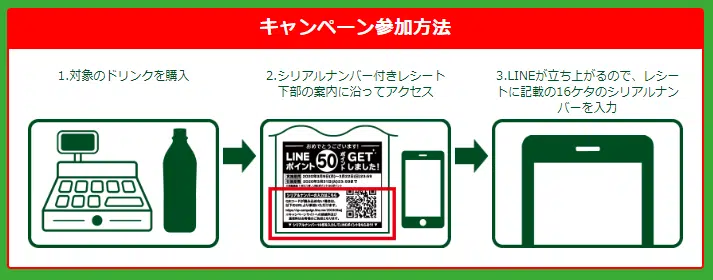 キャンペーン参加方法
1.対象のドリンクを購入
2.シリアルナンバー付きレシート
下部の案内に沿ってアクセス
3.LINEが立ち上がるので、レシー
トに記載の16ケタのシリアルナン
バーを入力
おめでとうございます!
LINE
ポイント
50
ポイント
GET
しました!